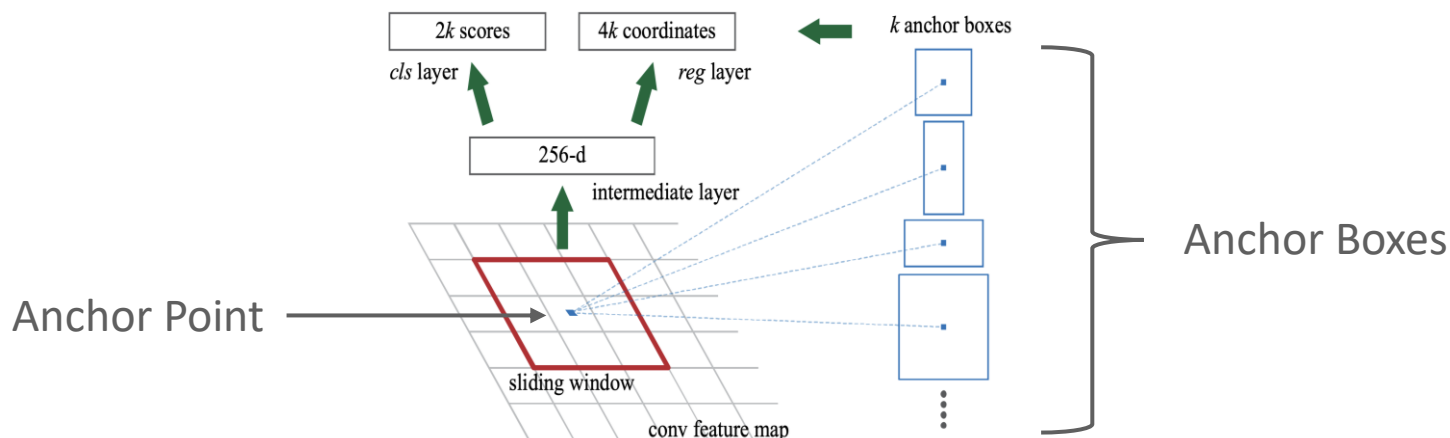 2k scores
4k coordinates
k anchor boxes
cls layer
reg layer
256-d
intermediate layer
Anchor Boxes
Anchor Point
sliding window
conv feature map